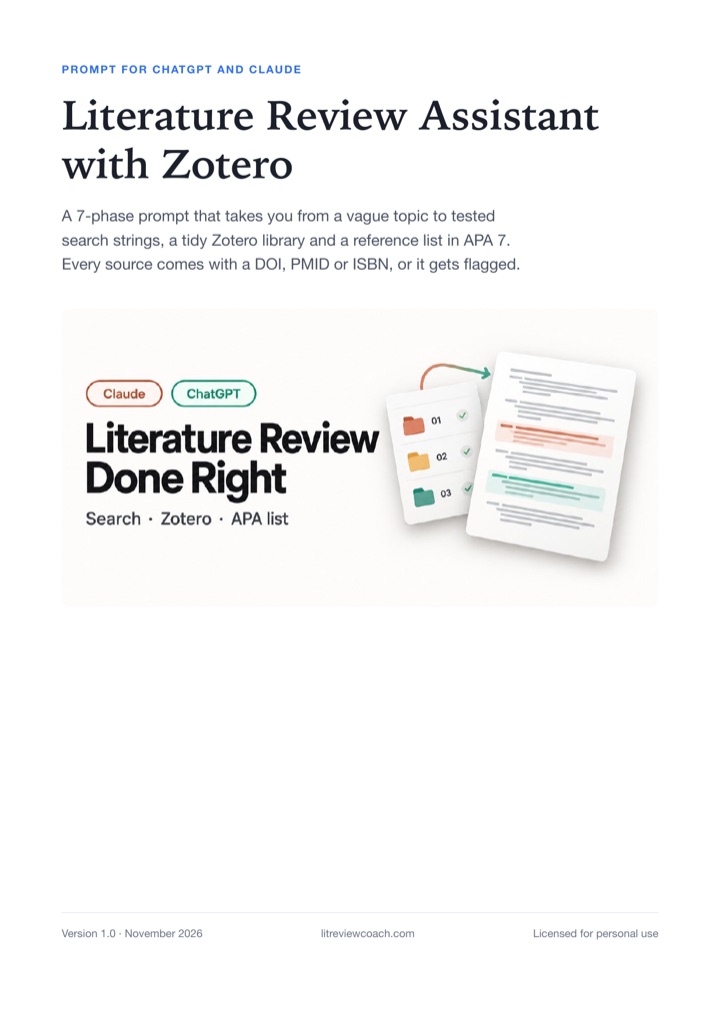 PROMPT FOR CHATGPT AND CLAUDE
Literature Review Assistant
with Zotero
A 7-phase prompt that takes you from a vague topic to tested
search strings, a tidy Zotero library and a reference list in APA 7.
Every source comes with a DOI, PMID or ISBN, or it gets flagged.
Claude
ChatGPT
Literature Review
Done Right
Search · Zotero · APA list
01
02
03
Version 1.0 · November 2026
litreviewcoach.com
Licensed for personal use